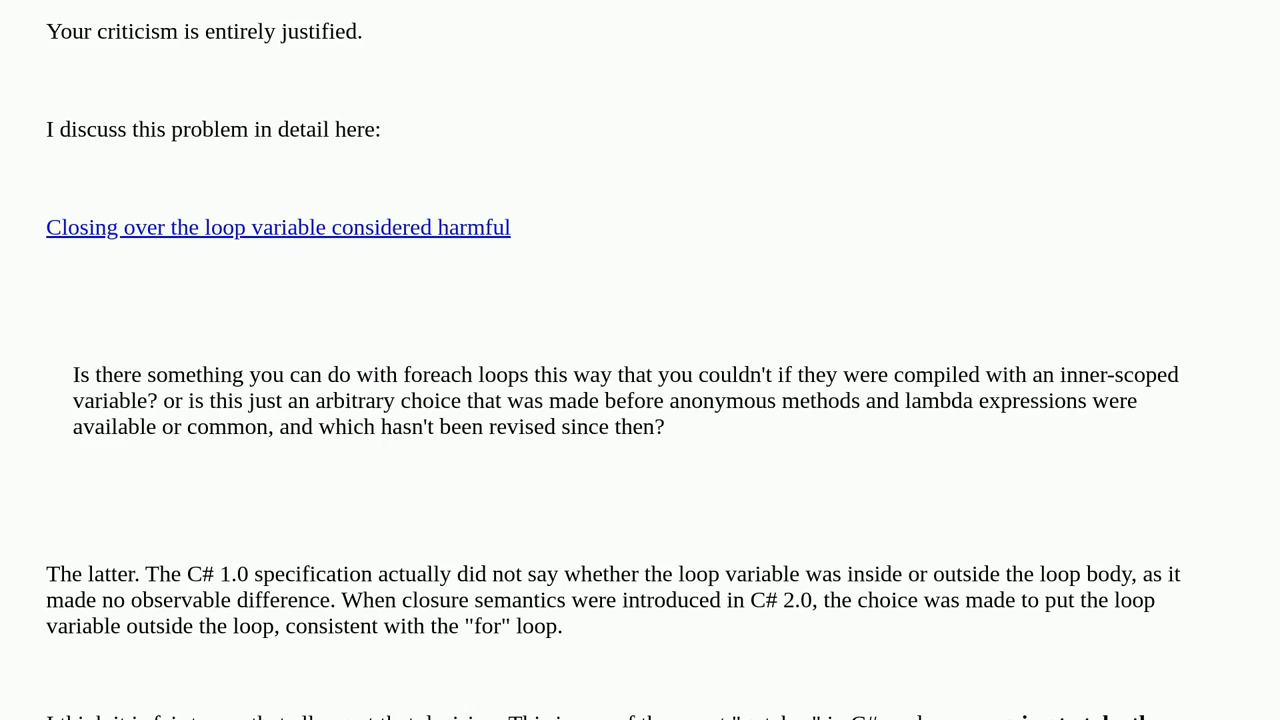 Your criticism is entirely justified.
I discuss this problem in detail here:
Closing over the loop variable considered harmful
Is there something you can do with foreach loops this way that you couldn't if they were compiled with an inner-scoped
variable? or is this just an arbitrary choice that was made before anonymous methods and lambda expressions were
available or common, and which hasn't been revised since then?
The latter. The C# 1.0 specification actually did not say whether the loop variable was inside or outside the loop body, as it
made no observable difference. When closure semantics were introduced in C# 2.0, the choice was made to put the loop
variable outside the loop, consistent with the "for" loop.